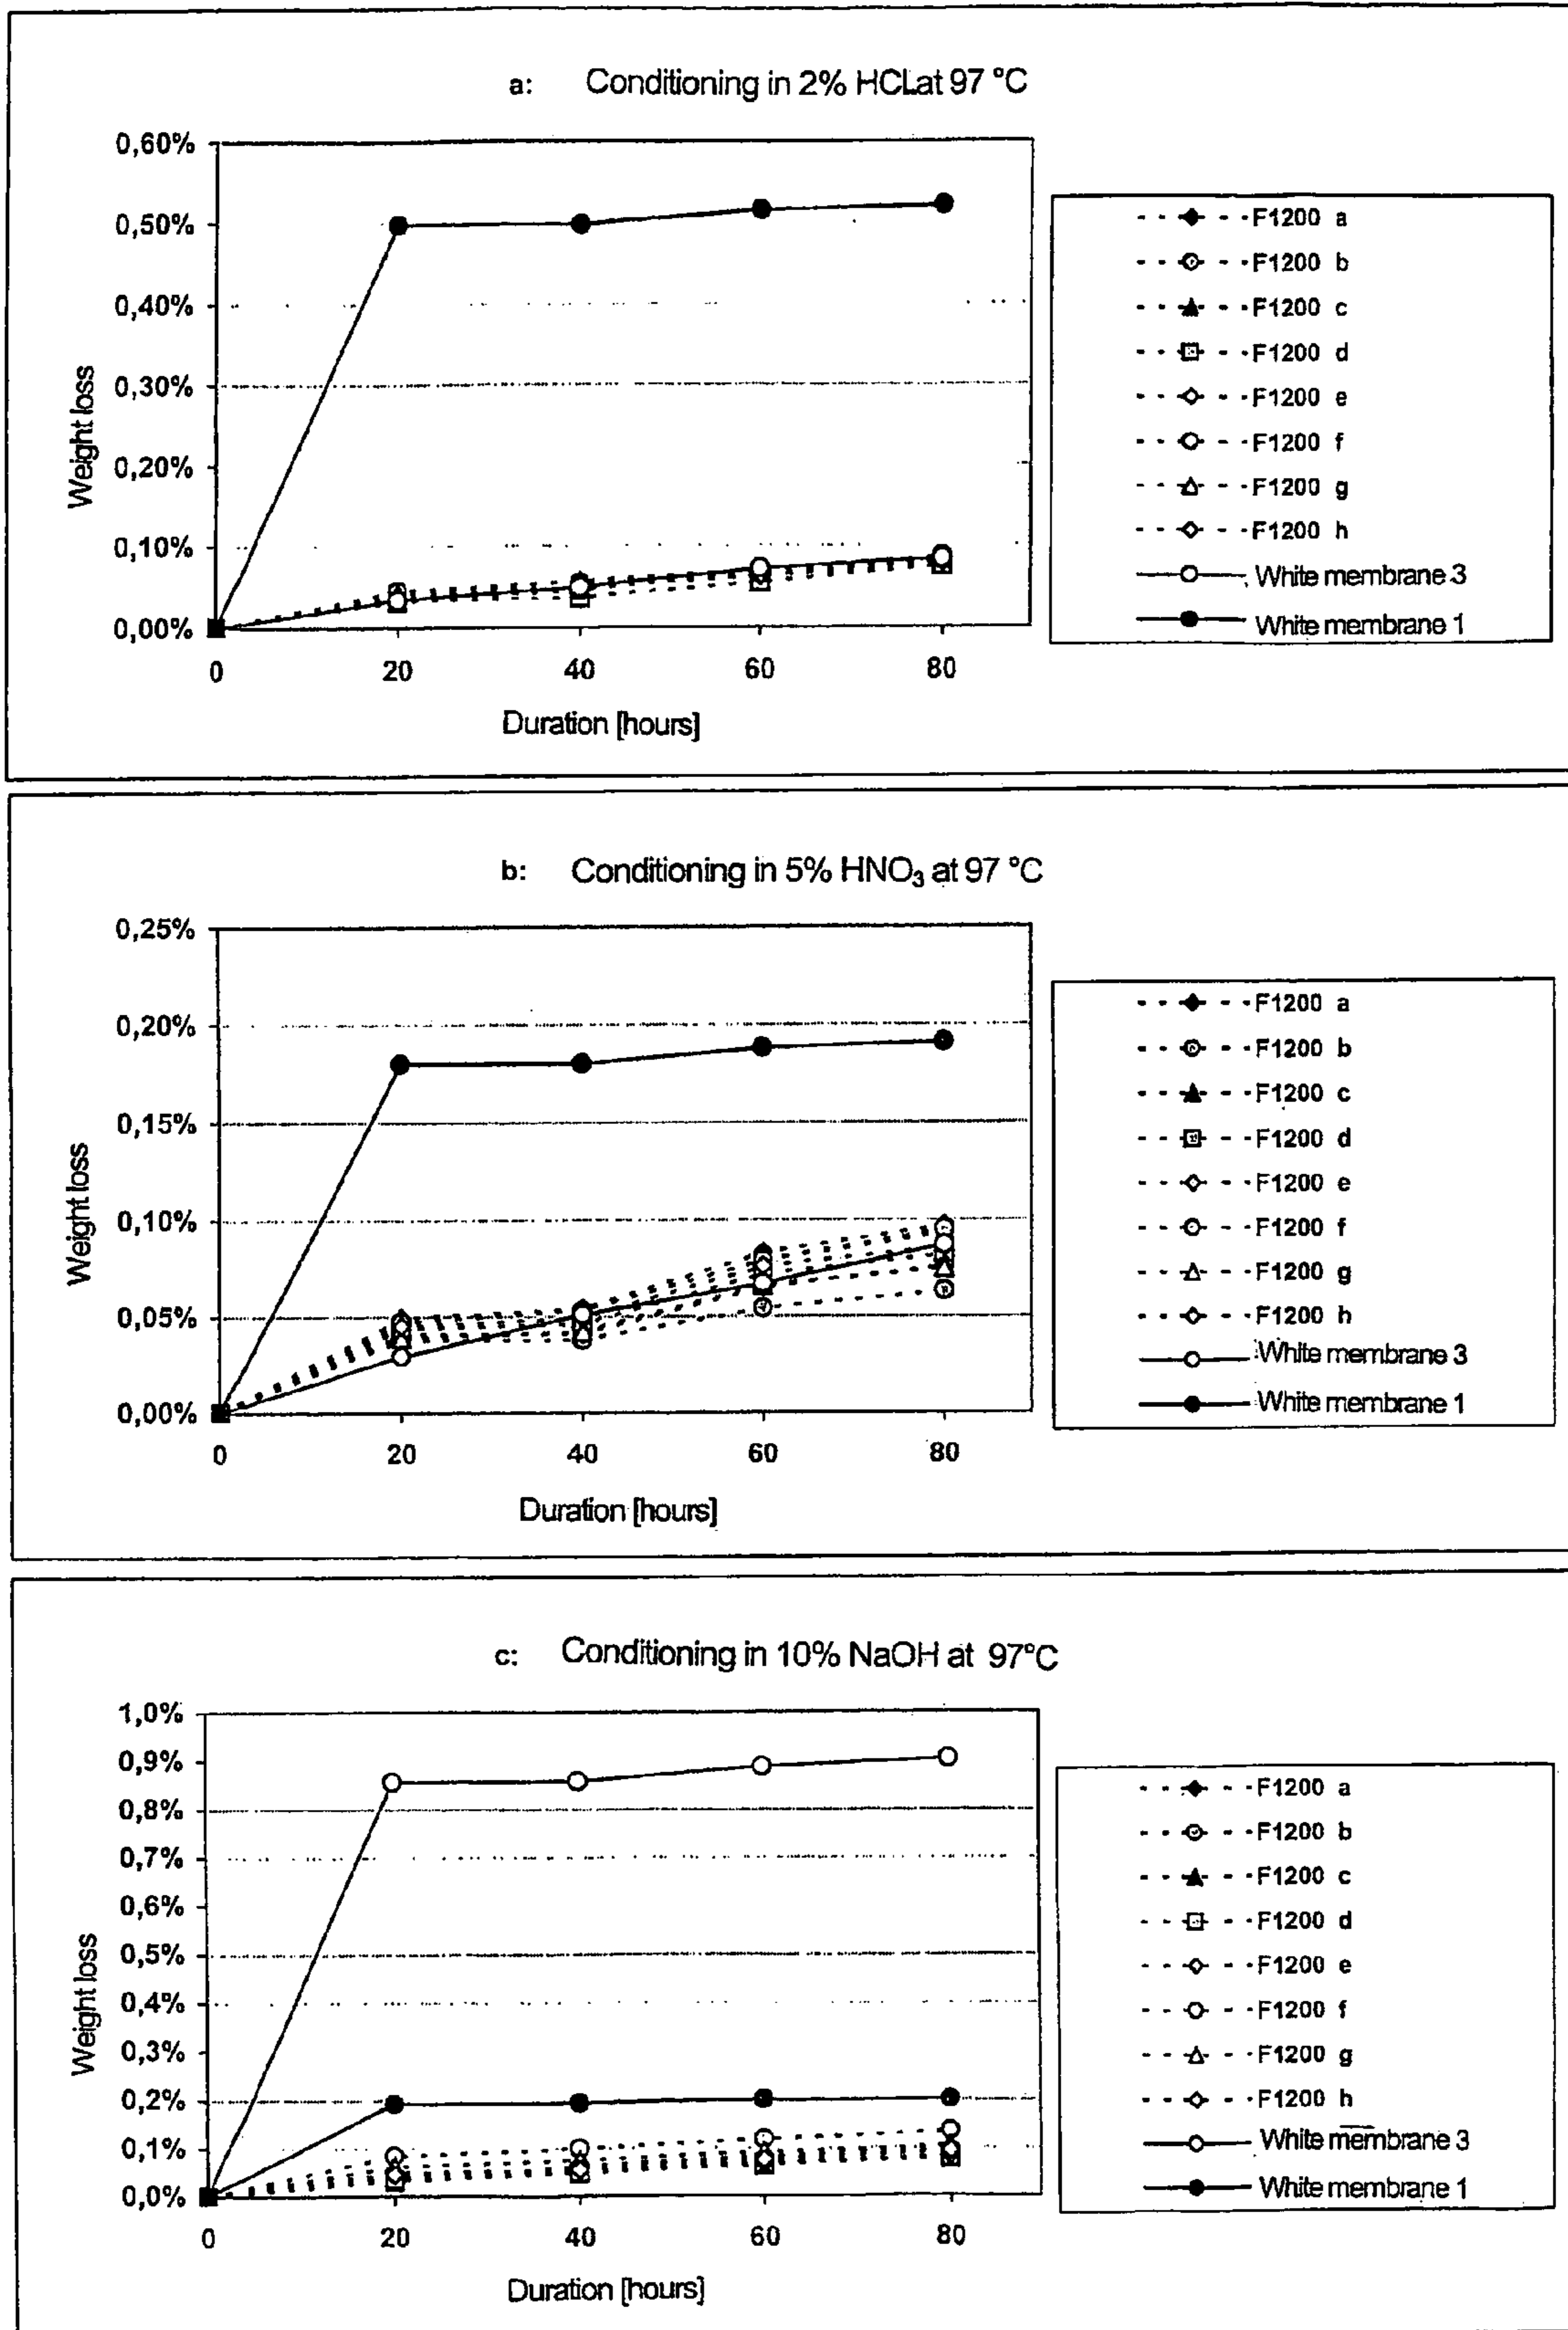 a: Conditioning in 2% HCLat 97 °C
0,60%
0,50%
0,40%
0,30%
0,20%
0,10%
0,00%
Weight loss
0 20 40 60 80
Duration [hours]
F1200 a
F1200 b
F1200 c
F1200 d
F1200 e
F1200 f
F1200 g
F1200 h
White membrane 3
White membrane 1
b: Conditioning in 5% HNO₃ at 97 °C
0,25%
0,20%
0,15%
0,10%
0,05%
0,00%
Weight loss
0 20 40 60 80
Duration [hours]
F1200 a
F1200 b
F1200 c
F1200 d
F1200 e
F1200 f
F1200 g
F1200 h
White membrane 3
White membrane 1
c: Conditioning in 10% NaOH at 97°C
1,0%
0,9%
0,8%
0,7%
0,6%
0,5%
0,4%
0,3%
0,2%
0,1%
0,0%
Weight loss
0 20 40 60 80
Duration [hours]
F1200 a
F1200 b
F1200 c
F1200 d
F1200 e
F1200 f
F1200 g
F1200 h
White membrane 3
White membrane 1